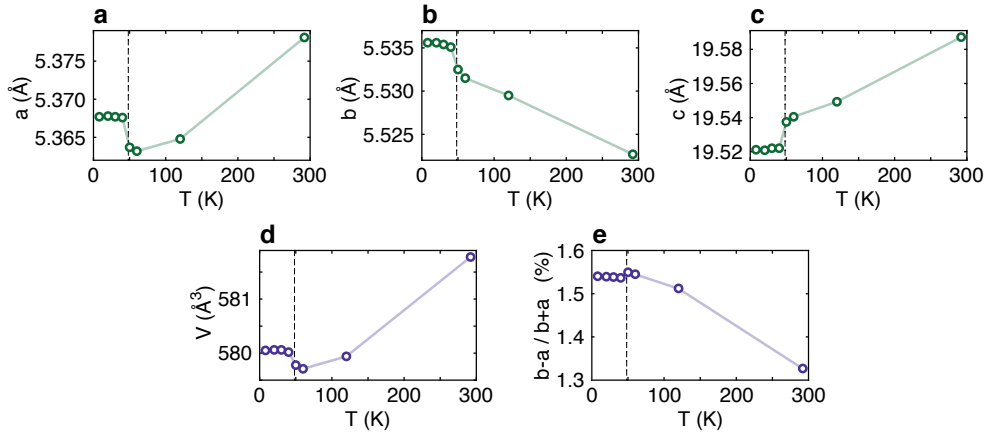 a
5.375
5.370
5.365
a (Å)
0 100 200 300
T (K)
b
5.535
5.530
5.525
b (Å)
0 100 200 300
T (K)
c
19.58
19.56
19.54
19.52
c (Å)
0 100 200 300
T (K)
d
581
580
V (Å³)
0 100 200 300
T (K)
e
1.6
1.5
1.4
1.3
b-a / b+a (%)
0 100 200 300
T (K)